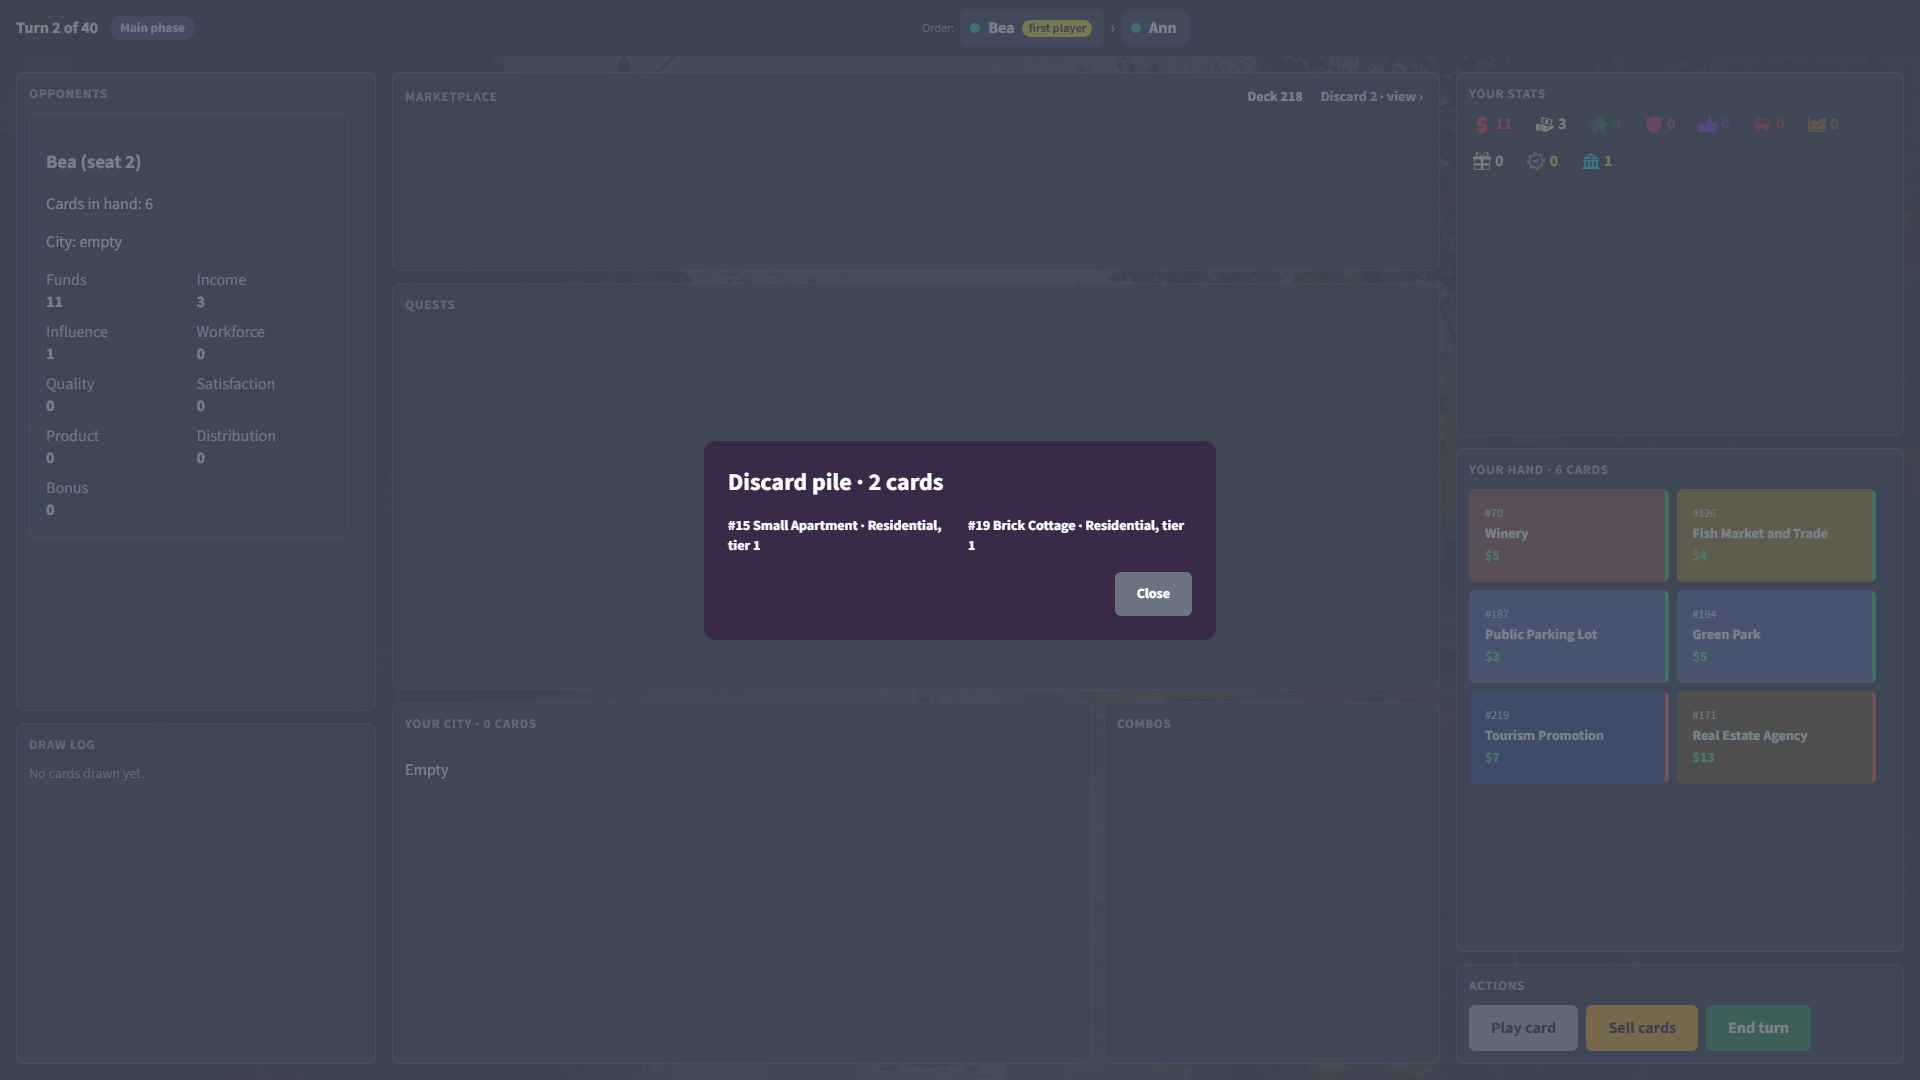 Turn 2 of 40 Main phase
Order: Bea first player › Ann
OPPONENTS
Bea (seat 2)
Cards in hand: 6
City: empty
Funds Income
11 3
Influence Workforce
1 0
Quality Satisfaction
0 0
Product Distribution
0 0
Bonus
0
DRAW LOG
No cards drawn yet.
MARKETPLACE Deck 218 Discard 2 · view ›
QUESTS
Discard pile · 2 cards
#15 Small Apartment · Residential,
tier 1
#19 Brick Cottage · Residential, tier
1
Close
YOUR CITY · 0 CARDS
Empty
COMBOS
YOUR STATS
11 3 0 0 0 0 0
0 0 1
YOUR HAND · 6 CARDS
#70
Winery
$5
#126
Fish Market and Trade
$4
#187
Public Parking Lot
$3
#194
Green Park
$5
#219
Tourism Promotion
$7
#171
Real Estate Agency
$13
ACTIONS
Play card Sell cards End turn